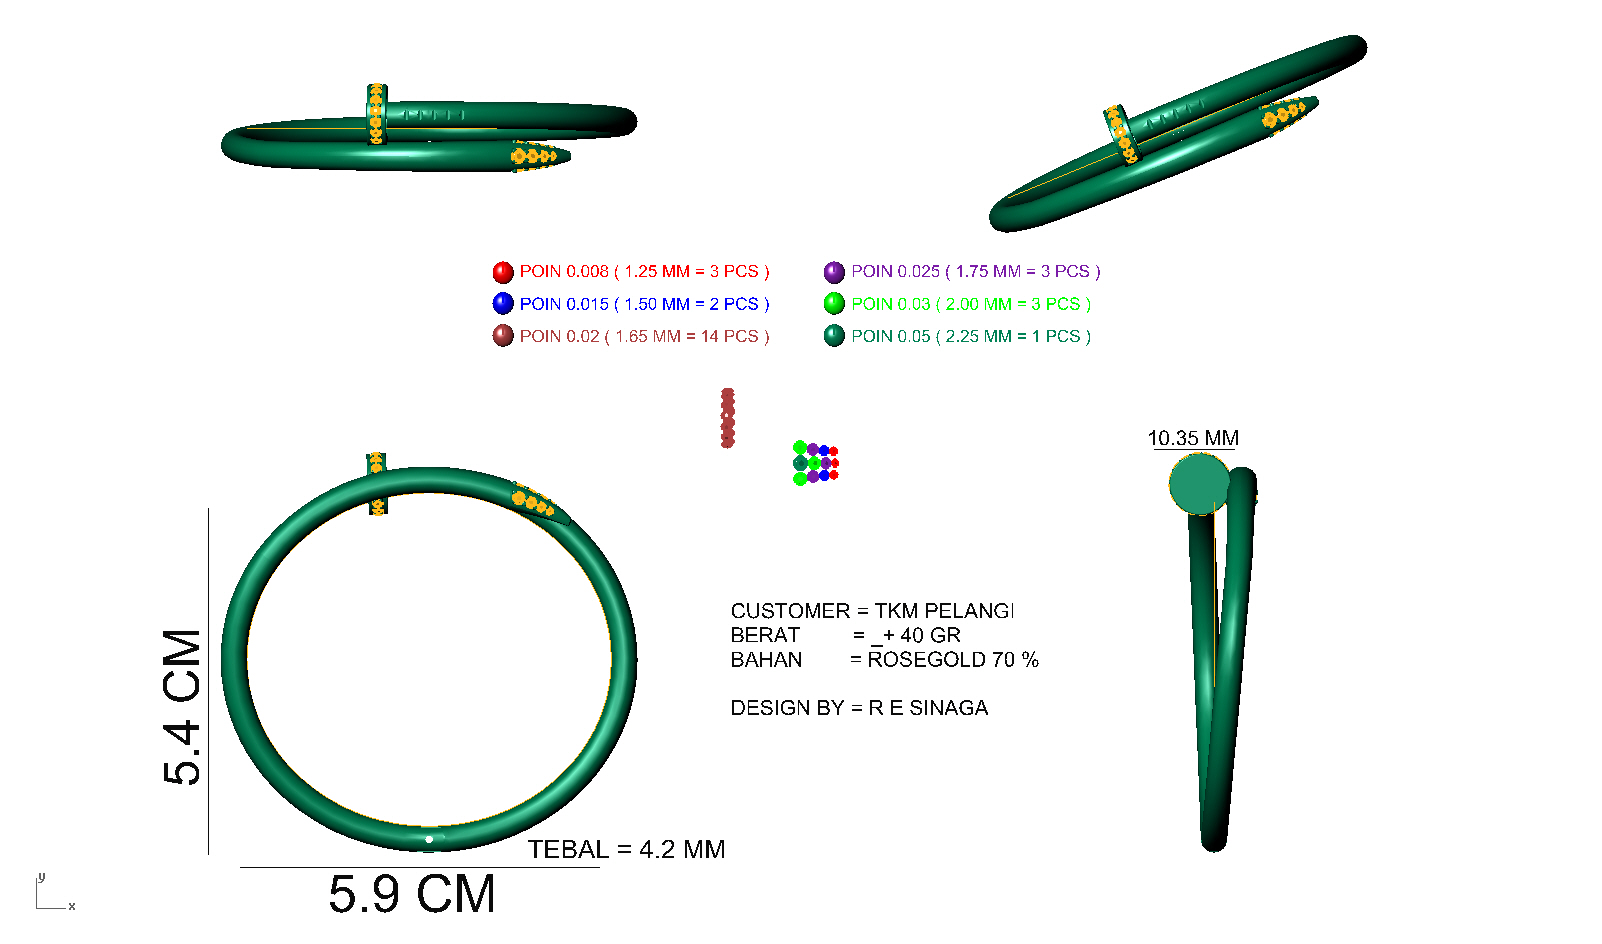 POIN 0.008 ( 1.25 MM = 3 PCS )
POIN 0.025 ( 1.75 MM = 3 PCS )
POIN 0.015 ( 1.50 MM = 2 PCS )
POIN 0.03 ( 2.00 MM = 3 PCS )
POIN 0.02 ( 1.65 MM = 14 PCS )
POIN 0.05 ( 2.25 MM = 1 PCS )
10.35 MM
CUSTOMER = TKM PELANGI
BERAT = _+ 40 GR
BAHAN = ROSEGOLD 70 %
DESIGN BY = R E SINAGA
5.4 CM
TEBAL = 4.2 MM
5.9 CM
y
x